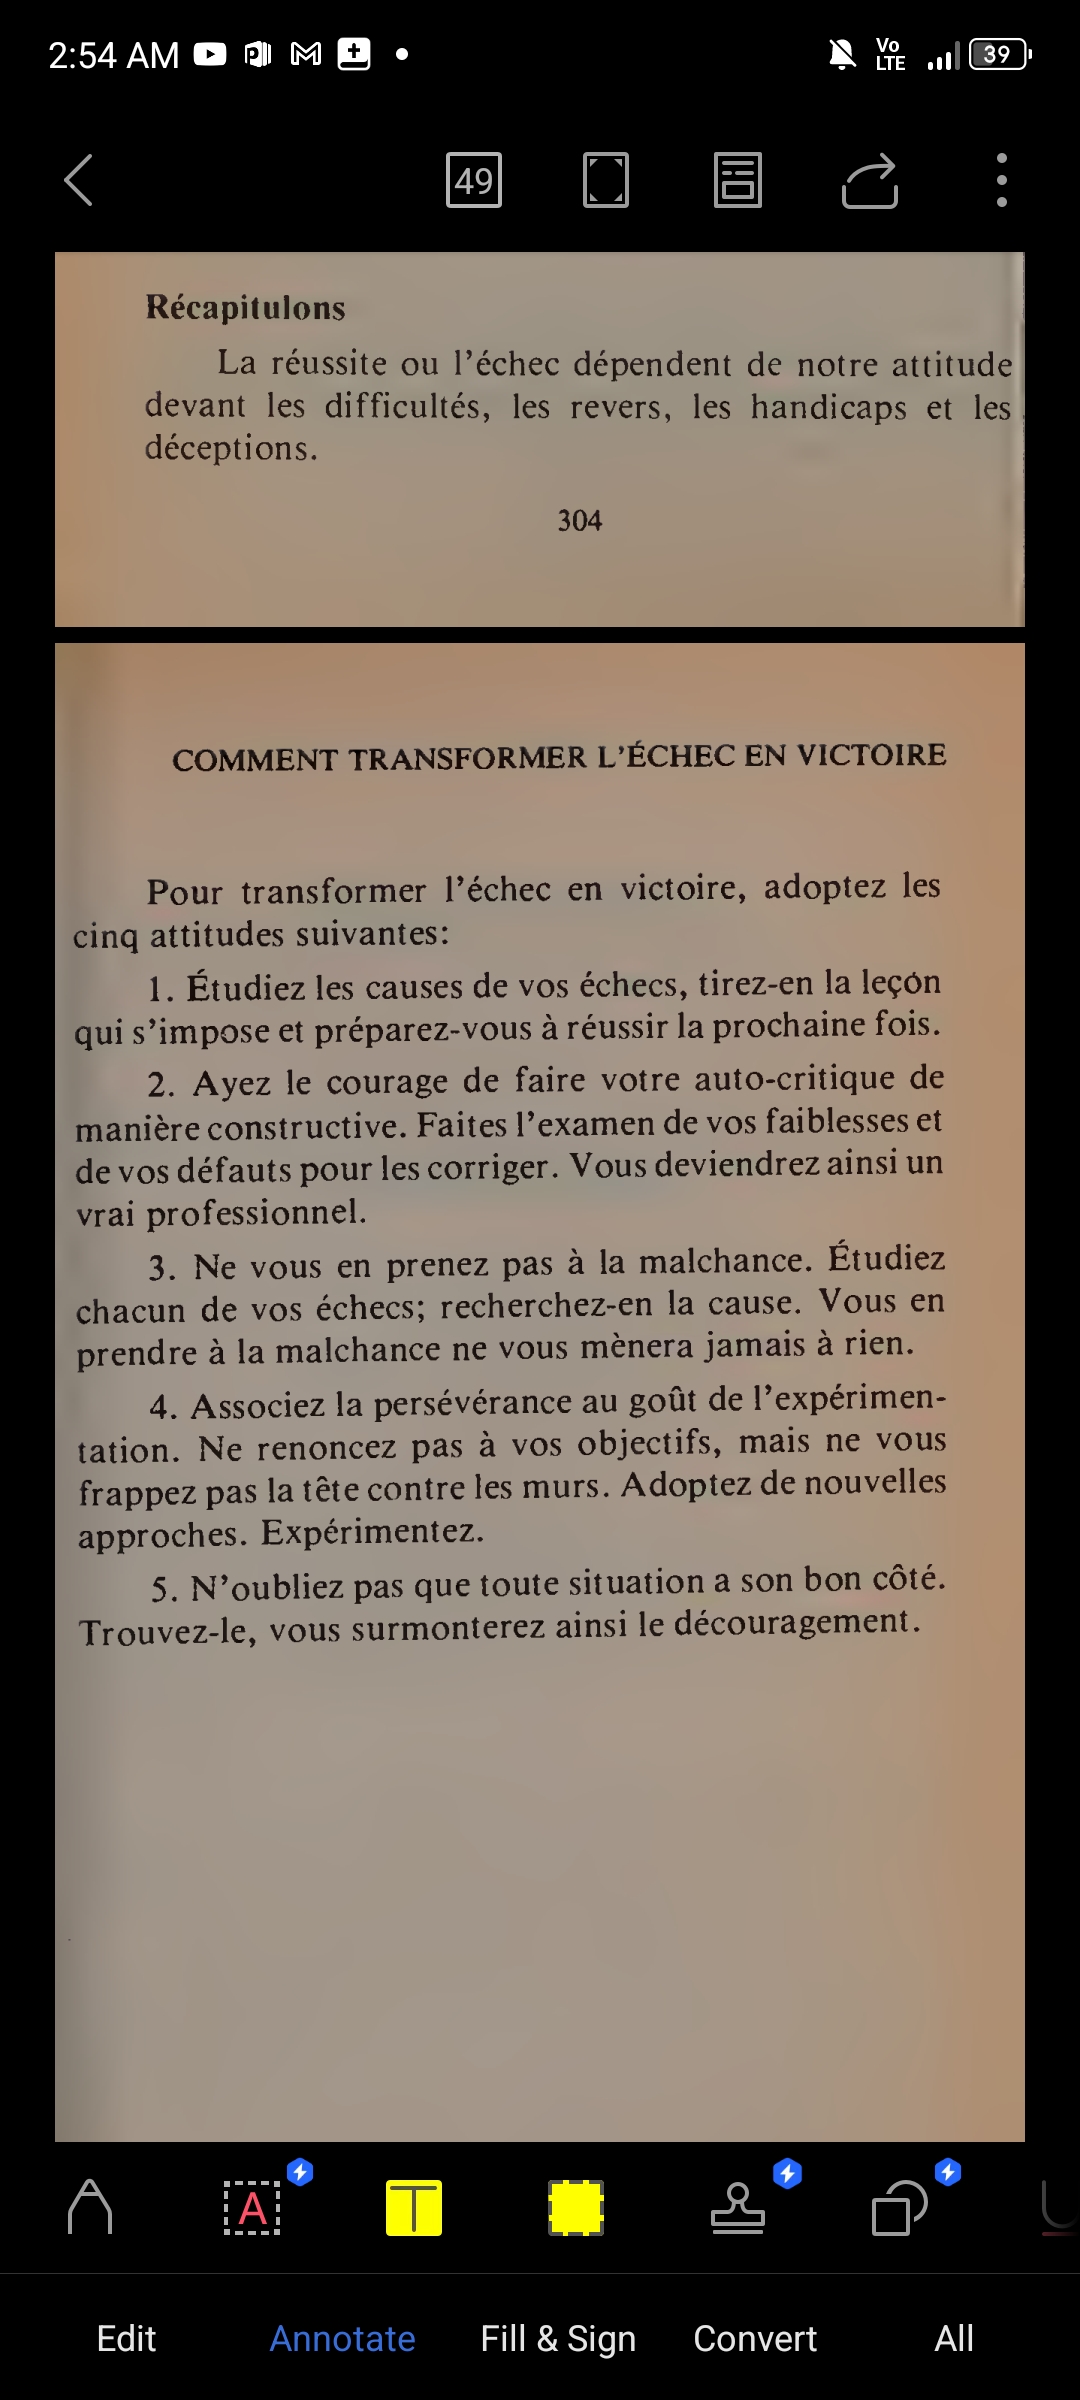 2:54 AM
Vo
LTE
39
49
Récapitulons
La réussite ou l'échec dépendent de notre attitude
devant les difficultés, les revers, les handicaps et les
déceptions.
304
COMMENT TRANSFORMER L'ÉCHEC EN VICTOIRE
Pour transformer l'échec en victoire, adoptez les
cinq attitudes suivantes:
1. Étudiez les causes de vos échecs, tirez-en la leçon
qui s'impose et préparez-vous à réussir la prochaine fois.
2. Ayez le courage de faire votre auto-critique de
manière constructive. Faites l'examen de vos faiblesses et
de vos défauts pour les corriger. Vous deviendrez ainsi un
vrai professionnel.
3. Ne vous en prenez pas à la malchance. Étudiez
chacun de vos échecs; recherchez-en la cause. Vous en
prendre à la malchance ne vous mènera jamais à rien.
4. Associez la persévérance au goût de l'expérimen-
tation. Ne renoncez pas à vos objectifs, mais ne vous
frappez pas la tête contre les murs. Adoptez de nouvelles
approches. Expérimentez.
5. N'oubliez pas que toute situation a son bon côté.
Trouvez-le, vous surmonterez ainsi le découragement.
A
T
Edit Annotate Fill & Sign Convert All